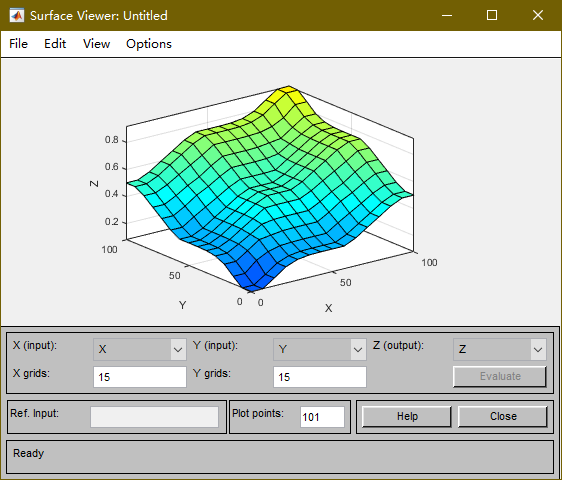 Surface Viewer: Untitled
File Edit View Options
0.8
0.6
0.4
0.2
Z
100
50
0
Y
0
50
100
X
X (input): X Y (input): Y Z (output): Z
X grids: 15 Y grids: 15 Evaluate
Ref. Input: Plot points: 101 Help Close
Ready